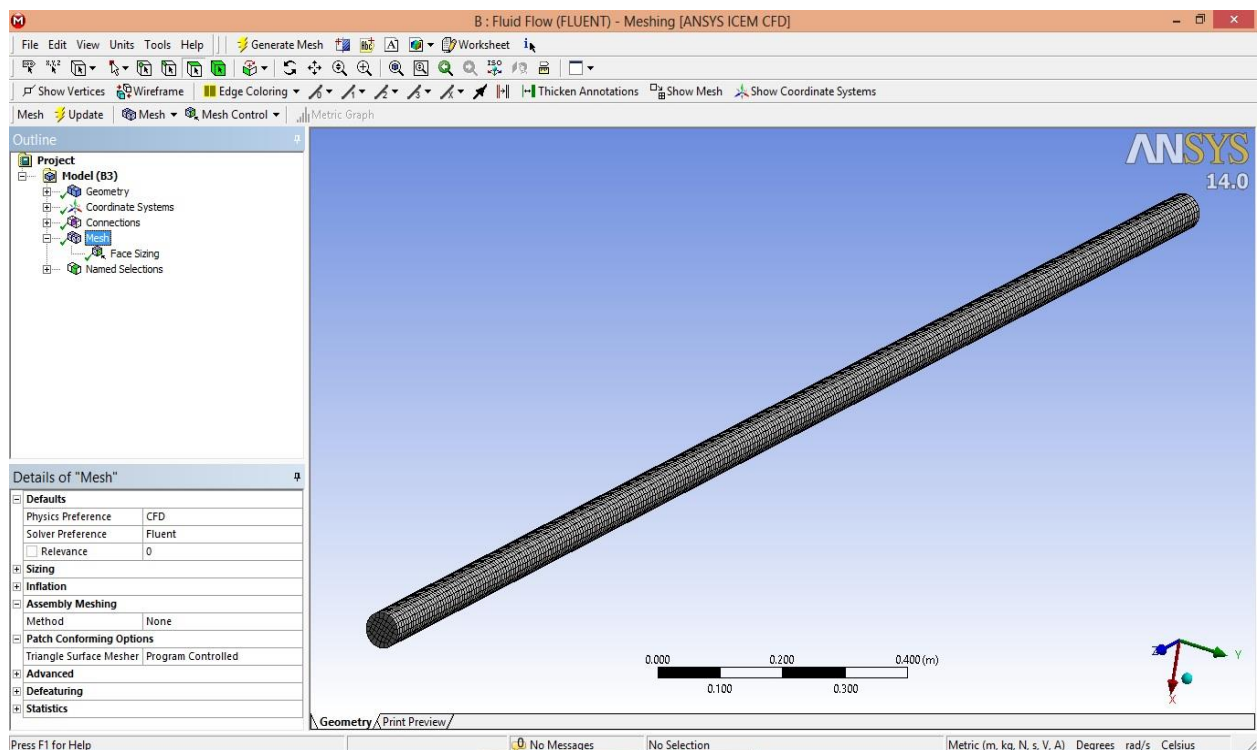 B : Fluid Flow (FLUENT) - Meshing [ANSYS ICEM CFD]
File Edit View Units Tools Help Generate Mesh Worksheet
Show Vertices Wireframe Edge Coloring Thicken Annotations Show Mesh Show Coordinate Systems
Mesh Update Mesh Mesh Control Metric Graph
Outline
Project
Model (B3)
Geometry
Coordinate Systems
Connections
Mesh
Face Sizing
Named Selections
Details of "Mesh"
Defaults
Physics Preference CFD
Solver Preference Fluent
Relevance 0
Sizing
Inflation
Assembly Meshing
Method None
Patch Conforming Options
Triangle Surface Mesher Program Controlled
Advanced
Defeaturing
Statistics
ANSYS
14.0
0.000 0.200 0.400 (m)
0.100 0.300
Z Y
X
Geometry Print Preview
Press F1 for Help No Messages No Selection Metric (m, kg, N, s, V, A) Degrees rad/s Celsius